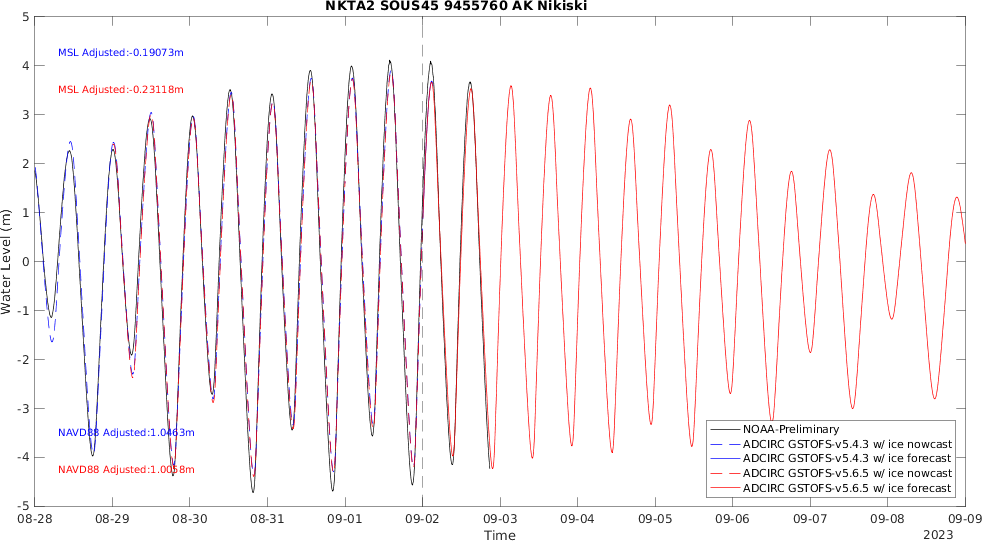 NKTA2 SOUS45 9455760 AK Nikiski
MSL Adjusted:-0.19073m
MSL Adjusted:-0.23118m
NAVD88 Adjusted:1.0463m
NAVD88 Adjusted:1.0058m
Water Level (m)
5
4
3
2
1
0
-1
-2
-3
-4
-5
NOAA-Preliminary
ADCIRC GSTOFS-v5.4.3 w/ ice nowcast
ADCIRC GSTOFS-v5.4.3 w/ ice forecast
ADCIRC GSTOFS-v5.6.5 w/ ice nowcast
ADCIRC GSTOFS-v5.6.5 w/ ice forecast
08-28 08-29 08-30 08-31 09-01 09-02 09-03 09-04 09-05 09-06 09-07 09-08 09-09
Time
2023